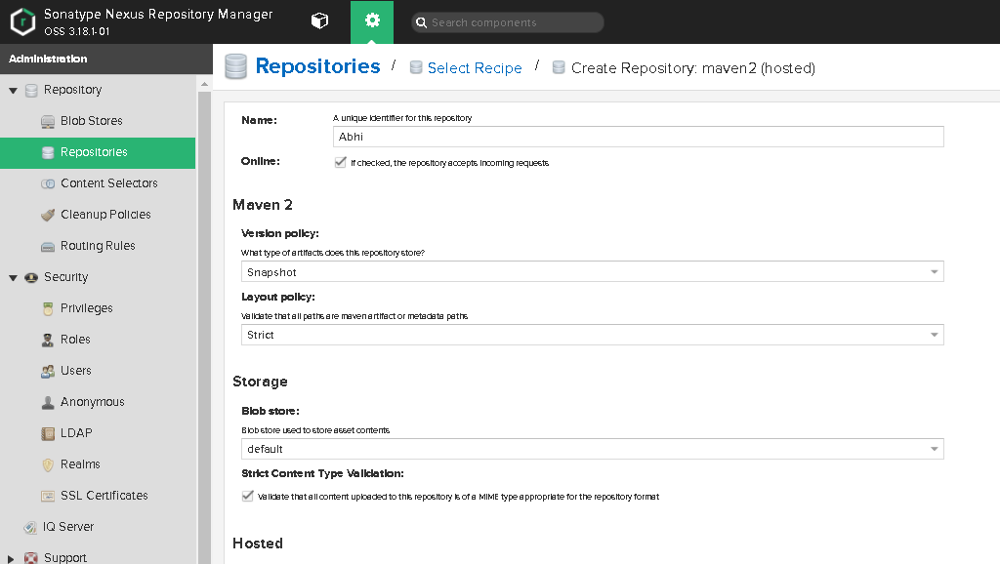 Sonatype Nexus Repository Manager
OSS 3.18.1-01
Search components
Administration
Repositories / Select Recipe / Create Repository: maven2 (hosted)
Repository
Blob Stores
Repositories
Content Selectors
Cleanup Policies
Routing Rules
Security
Privileges
Roles
Users
Anonymous
LDAP
Realms
SSL Certificates
IQ Server
Support
Name:
A unique identifier for this repository
Abhi
Online:
If checked, the repository accepts incoming requests
Maven 2
Version policy:
What type of artifacts does this repository store?
Snapshot
Layout policy:
Validate that all paths are maven artifact or metadata paths
Strict
Storage
Blob store:
Blob store used to store asset contents
default
Strict Content Type Validation:
Validate that all content uploaded to this repository is of a MIME type appropriate for the repository format
Hosted